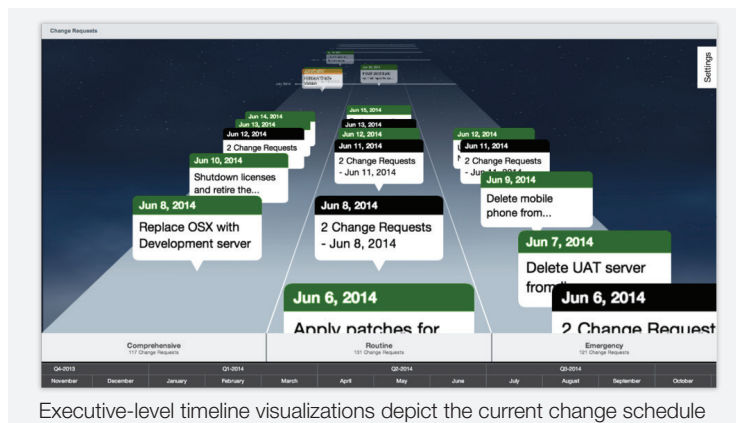 Change Requests
Settings
Jun 14, 2014
Jun 13, 2014
Jun 12, 2014
2 Change Requests
Jun 10, 2014
Shutdown licenses
and retire the...
Jun 8, 2014
Replace OSX with
Development server
Jun 15, 2014
Jun 13, 2014
Jun 12, 2014
Jun 11, 2014
2 Change Requests
- Jun 11, 2014
Jun 8, 2014
2 Change Requests
- Jun 8, 2014
Jun 6, 2014
Apply patches for
Jun 12, 2014
Jun 11, 2014
2 Change Requests
- Jun 11, 2014
Jun 9, 2014
Delete mobile
phone from...
Jun 7, 2014
Delete UAT server
from
Jun 6, 2014
2 Change Request
Comprehensive
117 Change Requests
Routine
131 Change Requests
Emergency
121 Change Requests
Q4-2013 Q1-2014 Q2-2014 Q3-2014
November December January February March April May June July August September October
Executive-level timeline visualizations depict the current change schedule